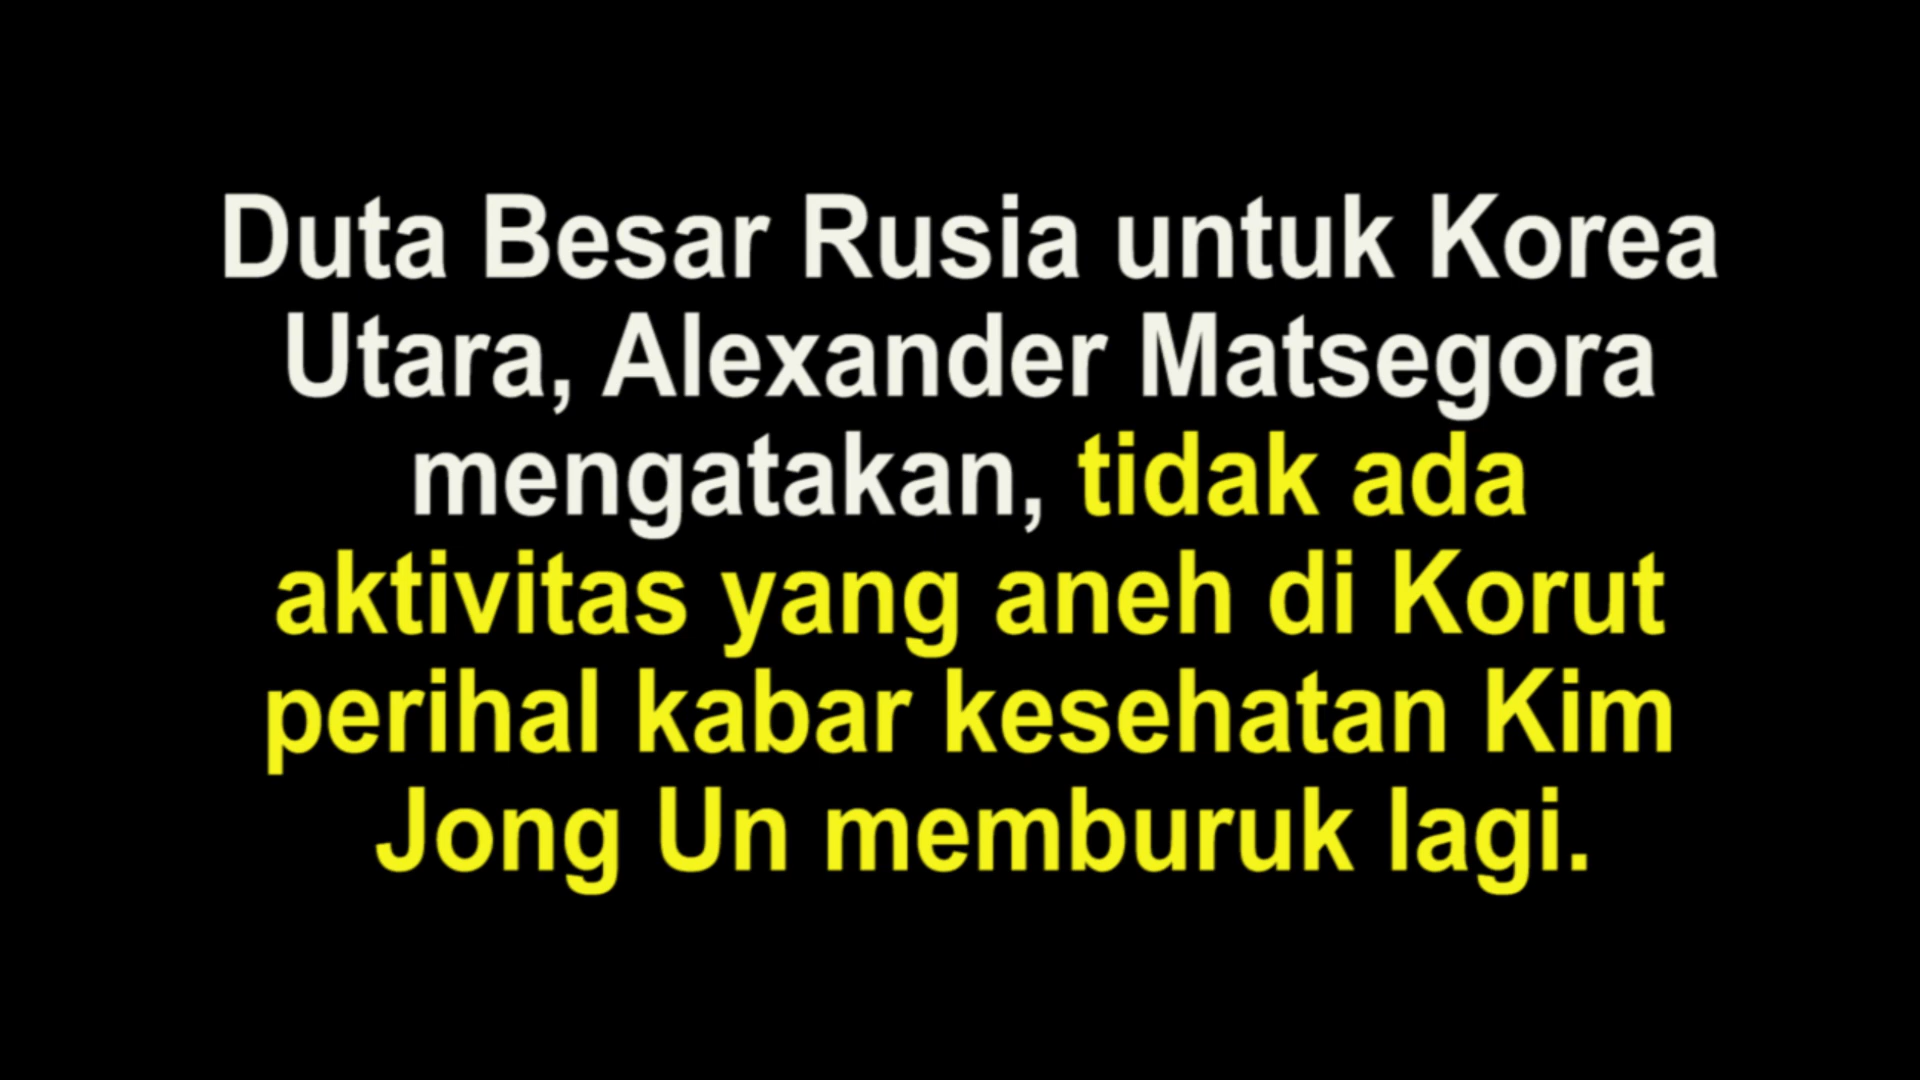 Duta Besar Rusia untuk Korea
Utara, Alexander Matsegora
mengatakan, tidak ada
aktivitas yang aneh di Korut
perihal kabar kesehatan Kim
Jong Un memburuk lagi.